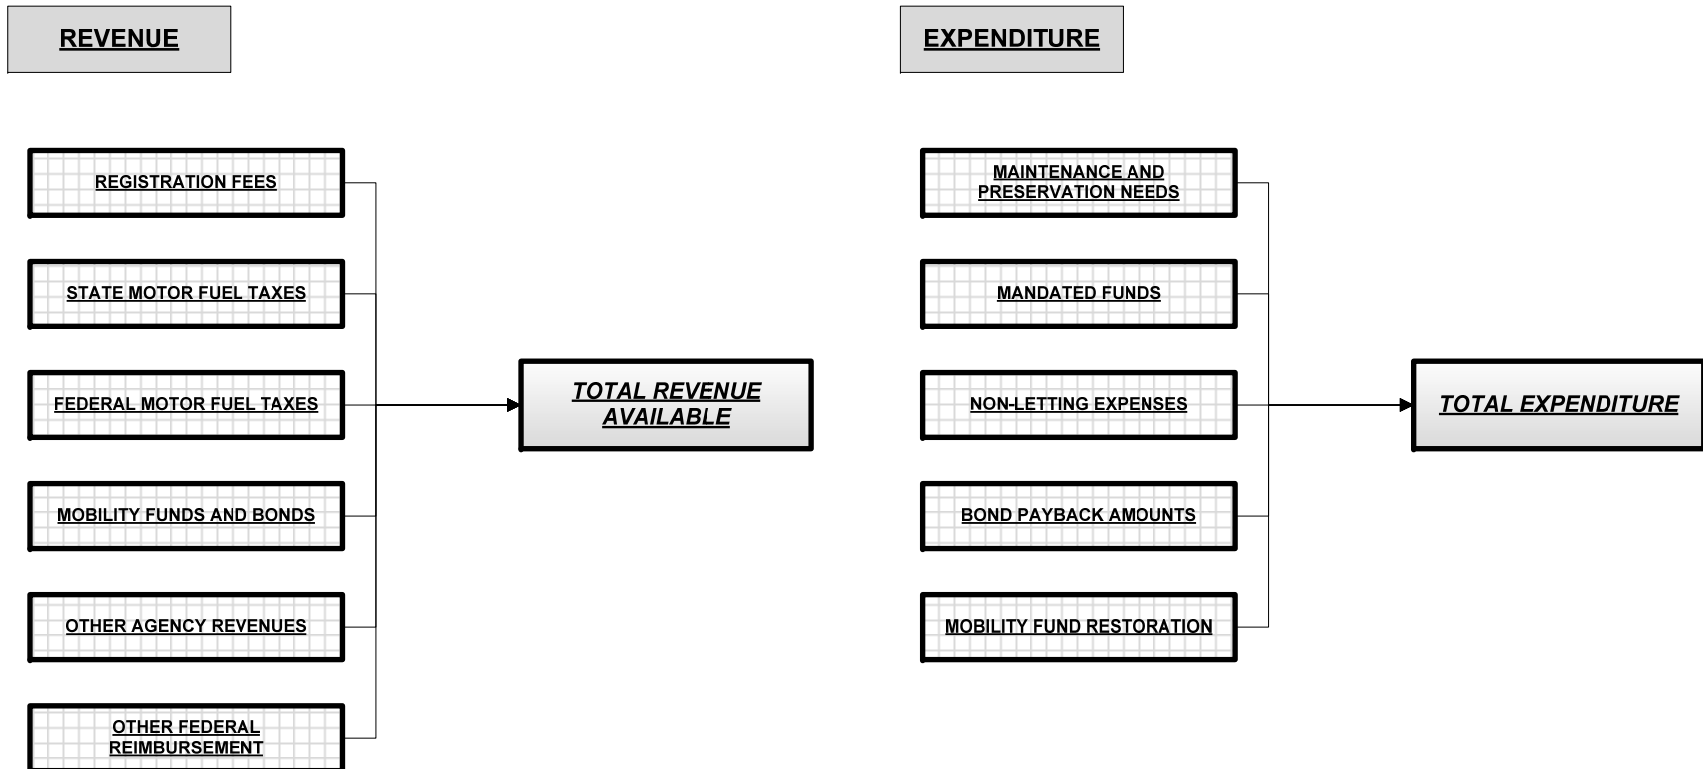 REVENUE
REGISTRATION FEES
STATE MOTOR FUEL TAXES
FEDERAL MOTOR FUEL TAXES
MOBILITY FUNDS AND BONDS
OTHER AGENCY REVENUES
OTHER FEDERAL
REIMBURSEMENT
TOTAL REVENUE
AVAILABLE
EXPENDITURE
MAINTENANCE AND
PRESERVATION NEEDS
MANDATED FUNDS
NON-LETTING EXPENSES
BOND PAYBACK AMOUNTS
MOBILITY FUND RESTORATION
TOTAL EXPENDITURE